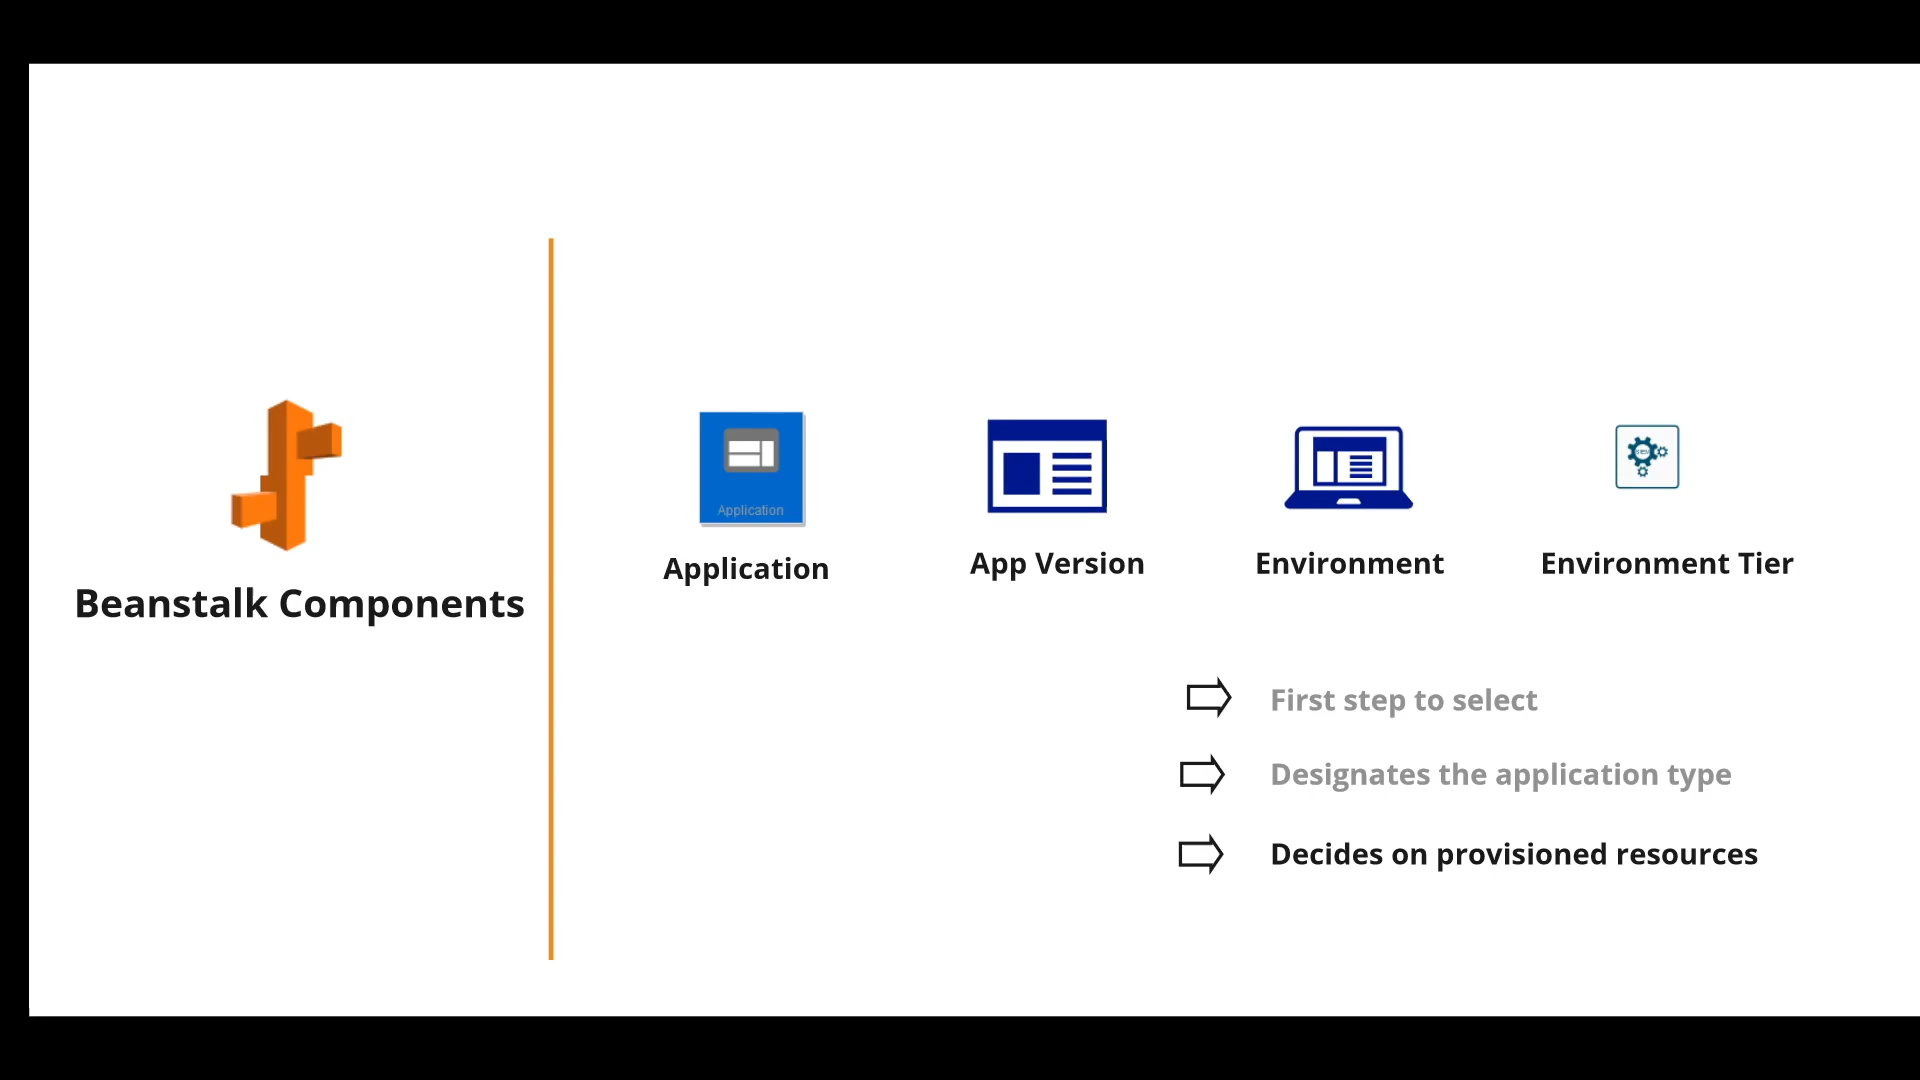 Beanstalk Components
Application
Application
App Version
Environment
Environment Tier
First step to select
Designates the application type
Decides on provisioned resources